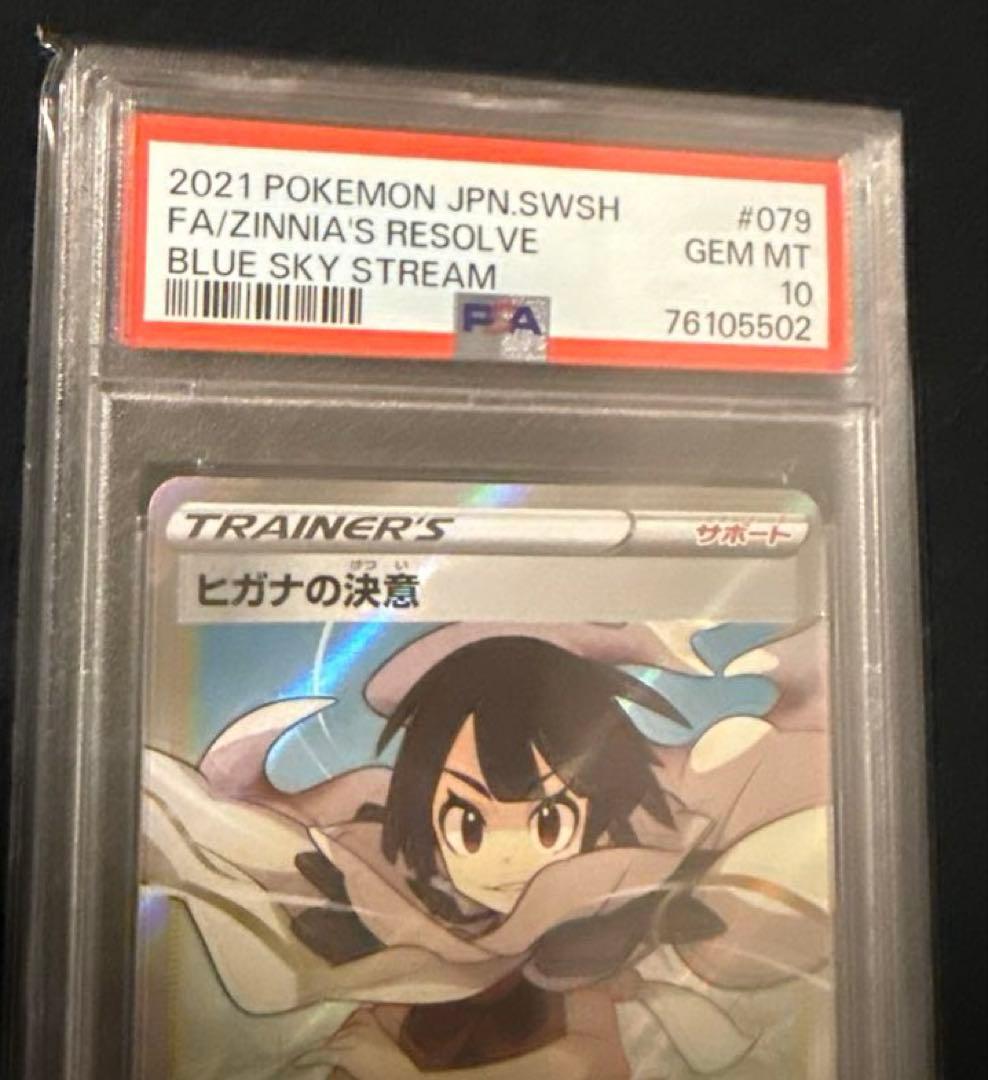 2021 POKEMON JPN.SWSH #079
FA/ZINNIA'S RESOLVE GEM MT
BLUE SKY STREAM 10
PSA 76105502
TRAINER'S サポート
けつ い
ヒガナの決意